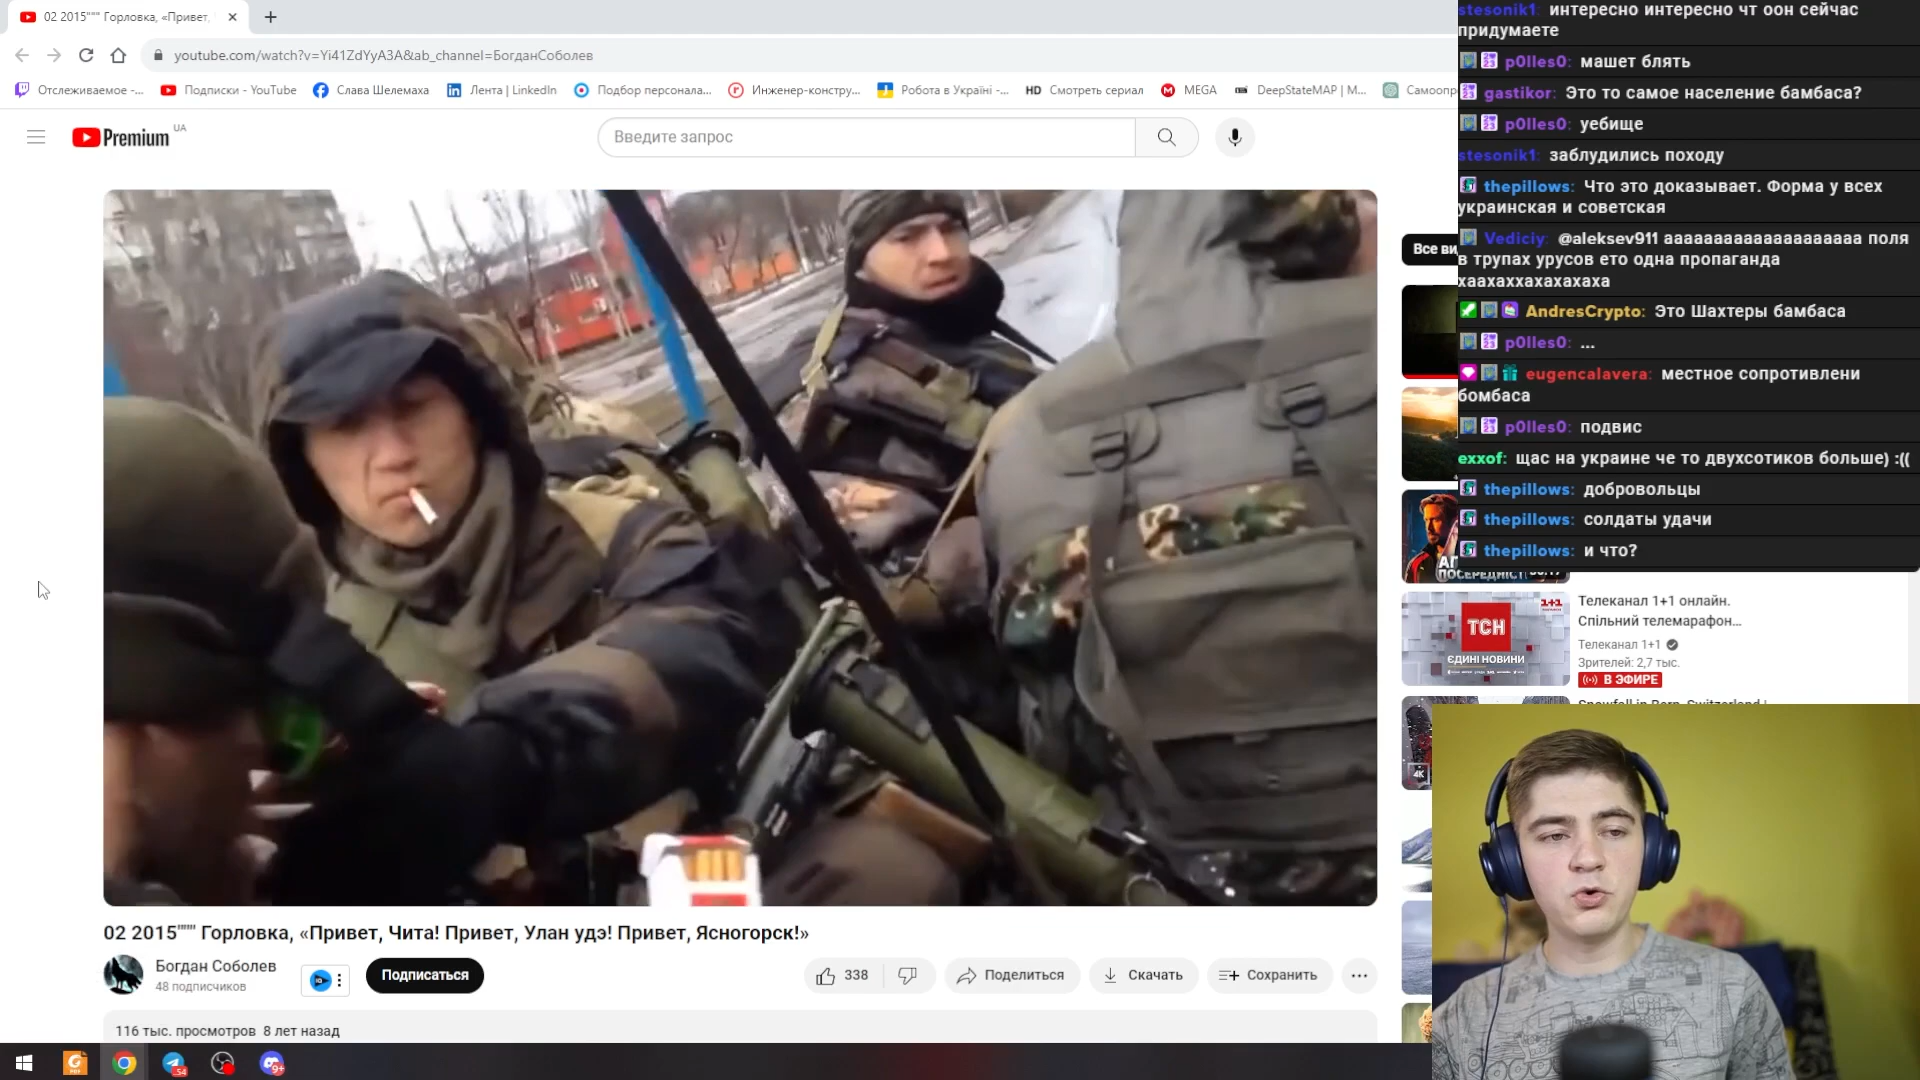 02 2015"""" Горловка, «Привет,
youtube.com/watch?v=Yi41ZdYyA3A&ab_channel=БогданСоболев
Отслеживаемое -...
Подписки - YouTube
Слава Шелемаха
Лента | LinkedIn
Подбор персонала...
Инженер-констру...
Робота в Україні -...
HD Смотреть сериал
MEGA
DeepStateMAP | М...
Premium UA
Введите запрос
Все ви
stesonik1: интересно интересно чт оон сейчас
придумаете
p0lles0: машет блять
gastikor: Это то самое население бамбаса?
p0lles0: уебище
stesonik1: заблудились походу
thepillows: Что это доказывает. Форма у всех
украинская и советская
Vediciy: @aleksev911 аааааааааааааааааааа поля
в трупах урусов ето одна пропаганда
хаахаххахахахаха
AndresCrypto: Это Шахтеры бамбаса
p0lles0: ...
eugencalavera: местное сопротивлени
бомбаса
p0lles0: подвис
exxof: щас на украине че то двухсотиков больше) :((
thepillows: добровольцы
thepillows: солдаты удачи
thepillows: и что?
ТСН
1+1
ЄДИНІ НОВИНИ
Телеканал 1+1 онлайн.
Спільний телемарафон...
Телеканал 1+1
Зрителей: 2,7 тыс.
В ЭФИРЕ
4K
02 2015"""" Горловка, «Привет, Чита! Привет, Улан удэ! Привет, Ясногорск!»
Богдан Соболев
48 подписчиков
Подписаться
338
Поделиться
Скачать
Сохранить
116 тыс. просмотров 8 лет назад
54
9+